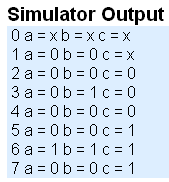 Simulator Output
0 a = x b = x c = x
1 a = 0 b = 0 c = x
2 a = 0 b = 0 c = 0
3 a = 0 b = 1 c = 0
4 a = 0 b = 0 c = 0
5 a = 0 b = 0 c = 1
6 a = 1 b = 1 c = 1
7 a = 0 b = 0 c = 1